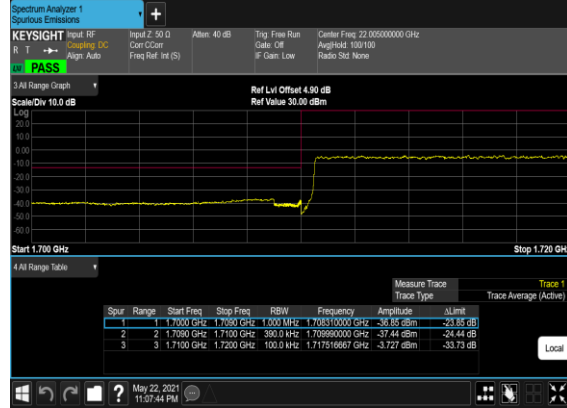 Spectrum Analyzer 1
Spurious Emissions
KEYSIGHT Input: RF Input Z: 50 Ω Atten: 40 dB Trig: Free Run Center Freq: 22.005000000 GHz
R T Coupling: DC Corr CCorr Gate: Off Avg|Hold: 100/100
Align: Auto Freq Ref: Int (S) IF Gain: Low Radio Std: None
LW PASS
3 All Range Graph
Ref Lvl Offset 4.90 dB
Scale/Div 10.0 dB Ref Value 30.00 dBm
Log
20.0
10.0
0.00
-10.0
-20.0
-30.0
-40.0
-50.0
-60.0
Start 1.700 GHz Stop 1.720 GHz
4 All Range Table
Measure Trace Trace 1
Trace Type Trace Average (Active)
Spur Range Start Freq Stop Freq RBW Frequency Amplitude ΔLimit
1 1 1.7000 GHz 1.7090 GHz 1.000 MHz 1.708310000 GHz -36.85 dBm -23.85 dB
2 2 1.7090 GHz 1.7100 GHz 390.0 kHz 1.709990000 GHz -37.44 dBm -24.44 dB
3 3 1.7100 GHz 1.7200 GHz 100.0 kHz 1.717516667 GHz -3.727 dBm -33.73 dB
Local
? May 22, 2021
11:07:44 PM